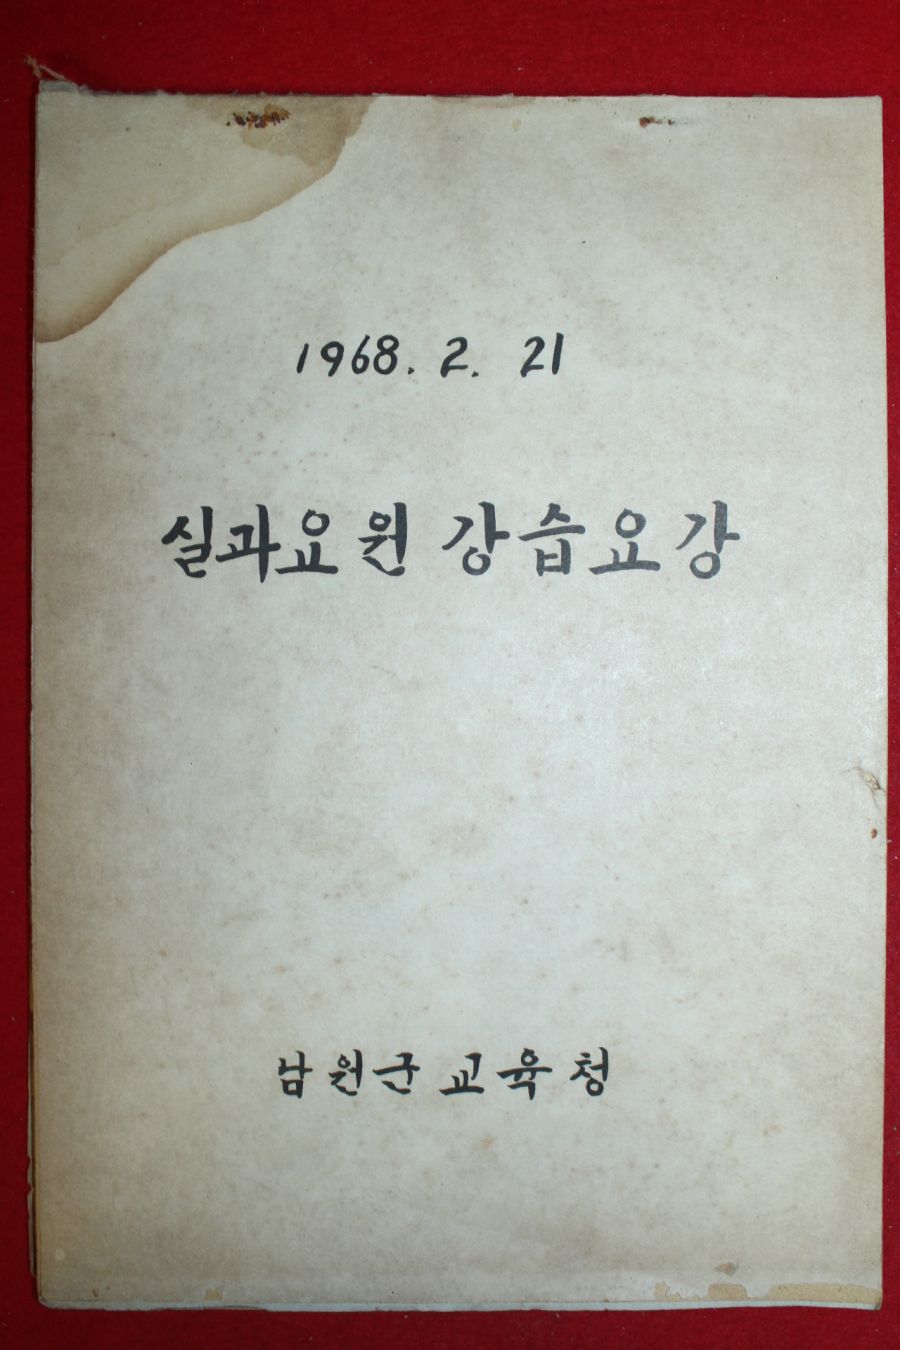 1968. 2. 21
실과요원 강습요강
남원군 교육청